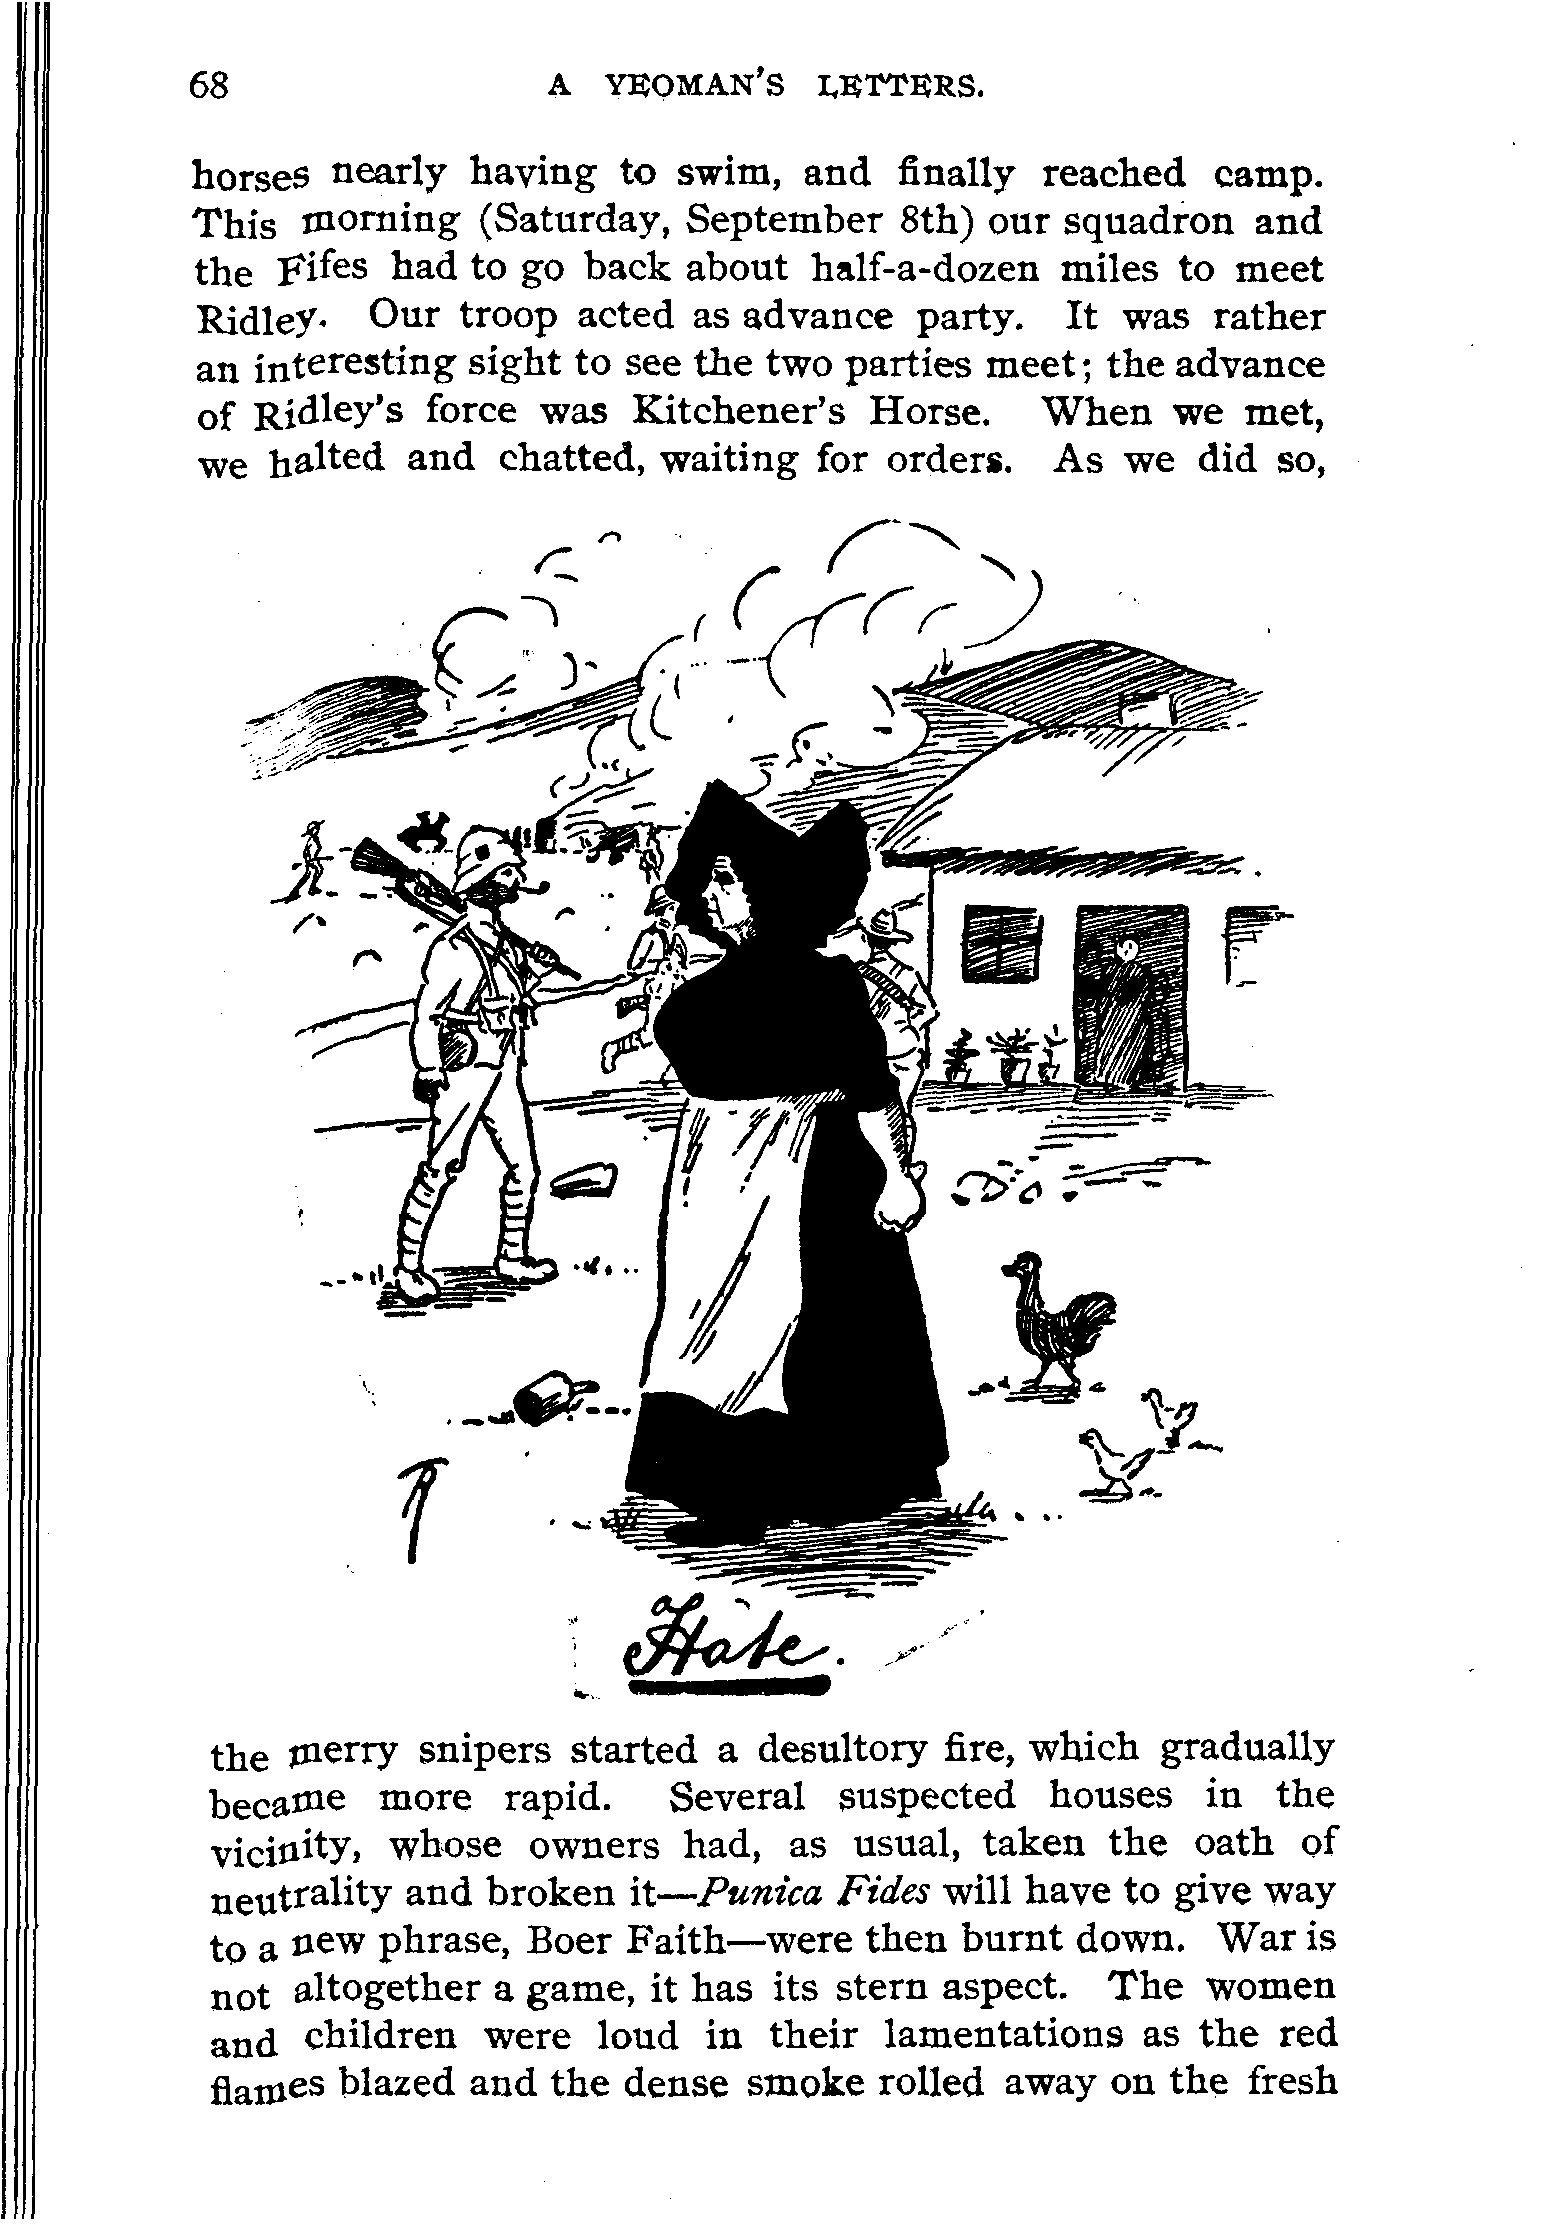 68 A YEOMAN'S LETTERS.
horses nearly having to swim, and finally reached camp.
This morning (Saturday, September 8th) our squadron and
the Fifes had to go back about half-a-dozen miles to meet
Ridley. Our troop acted as advance party. It was rather
an interesting sight to see the two parties meet; the advance
of Ridley's force was Kitchener's Horse. When we met,
we halted and chatted, waiting for orders. As we did so,
Hate.
the merry snipers started a desultory fire, which gradually
became more rapid. Several suspected houses in the
vicinity, whose owners had, as usual, taken the oath of
neutrality and broken it—Punica Fides will have to give way
to a new phrase, Boer Faith—were then burnt down. War is
not altogether a game, it has its stern aspect. The women
and children were loud in their lamentations as the red
flames blazed and the dense smoke rolled away on the fresh